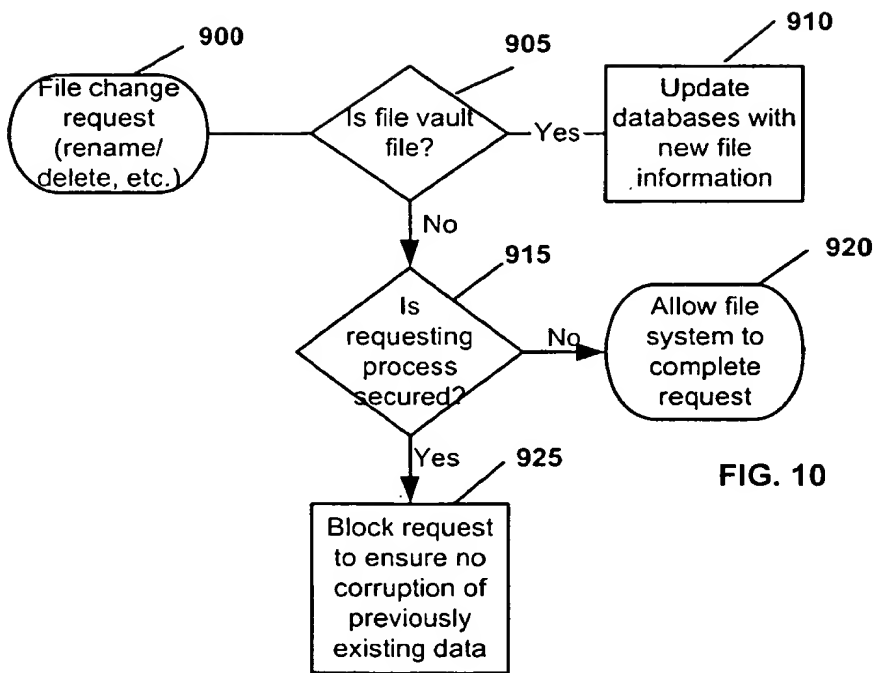 900
File change
request
(rename/
delete, etc.)
905
Is file vault
file?
Yes
910
Update
databases with
new file
information
No
915
Is
requesting
process
secured?
No
920
Allow file
system to
complete
request
Yes
925
Block request
to ensure no
corruption of
previously
existing data
FIG. 10